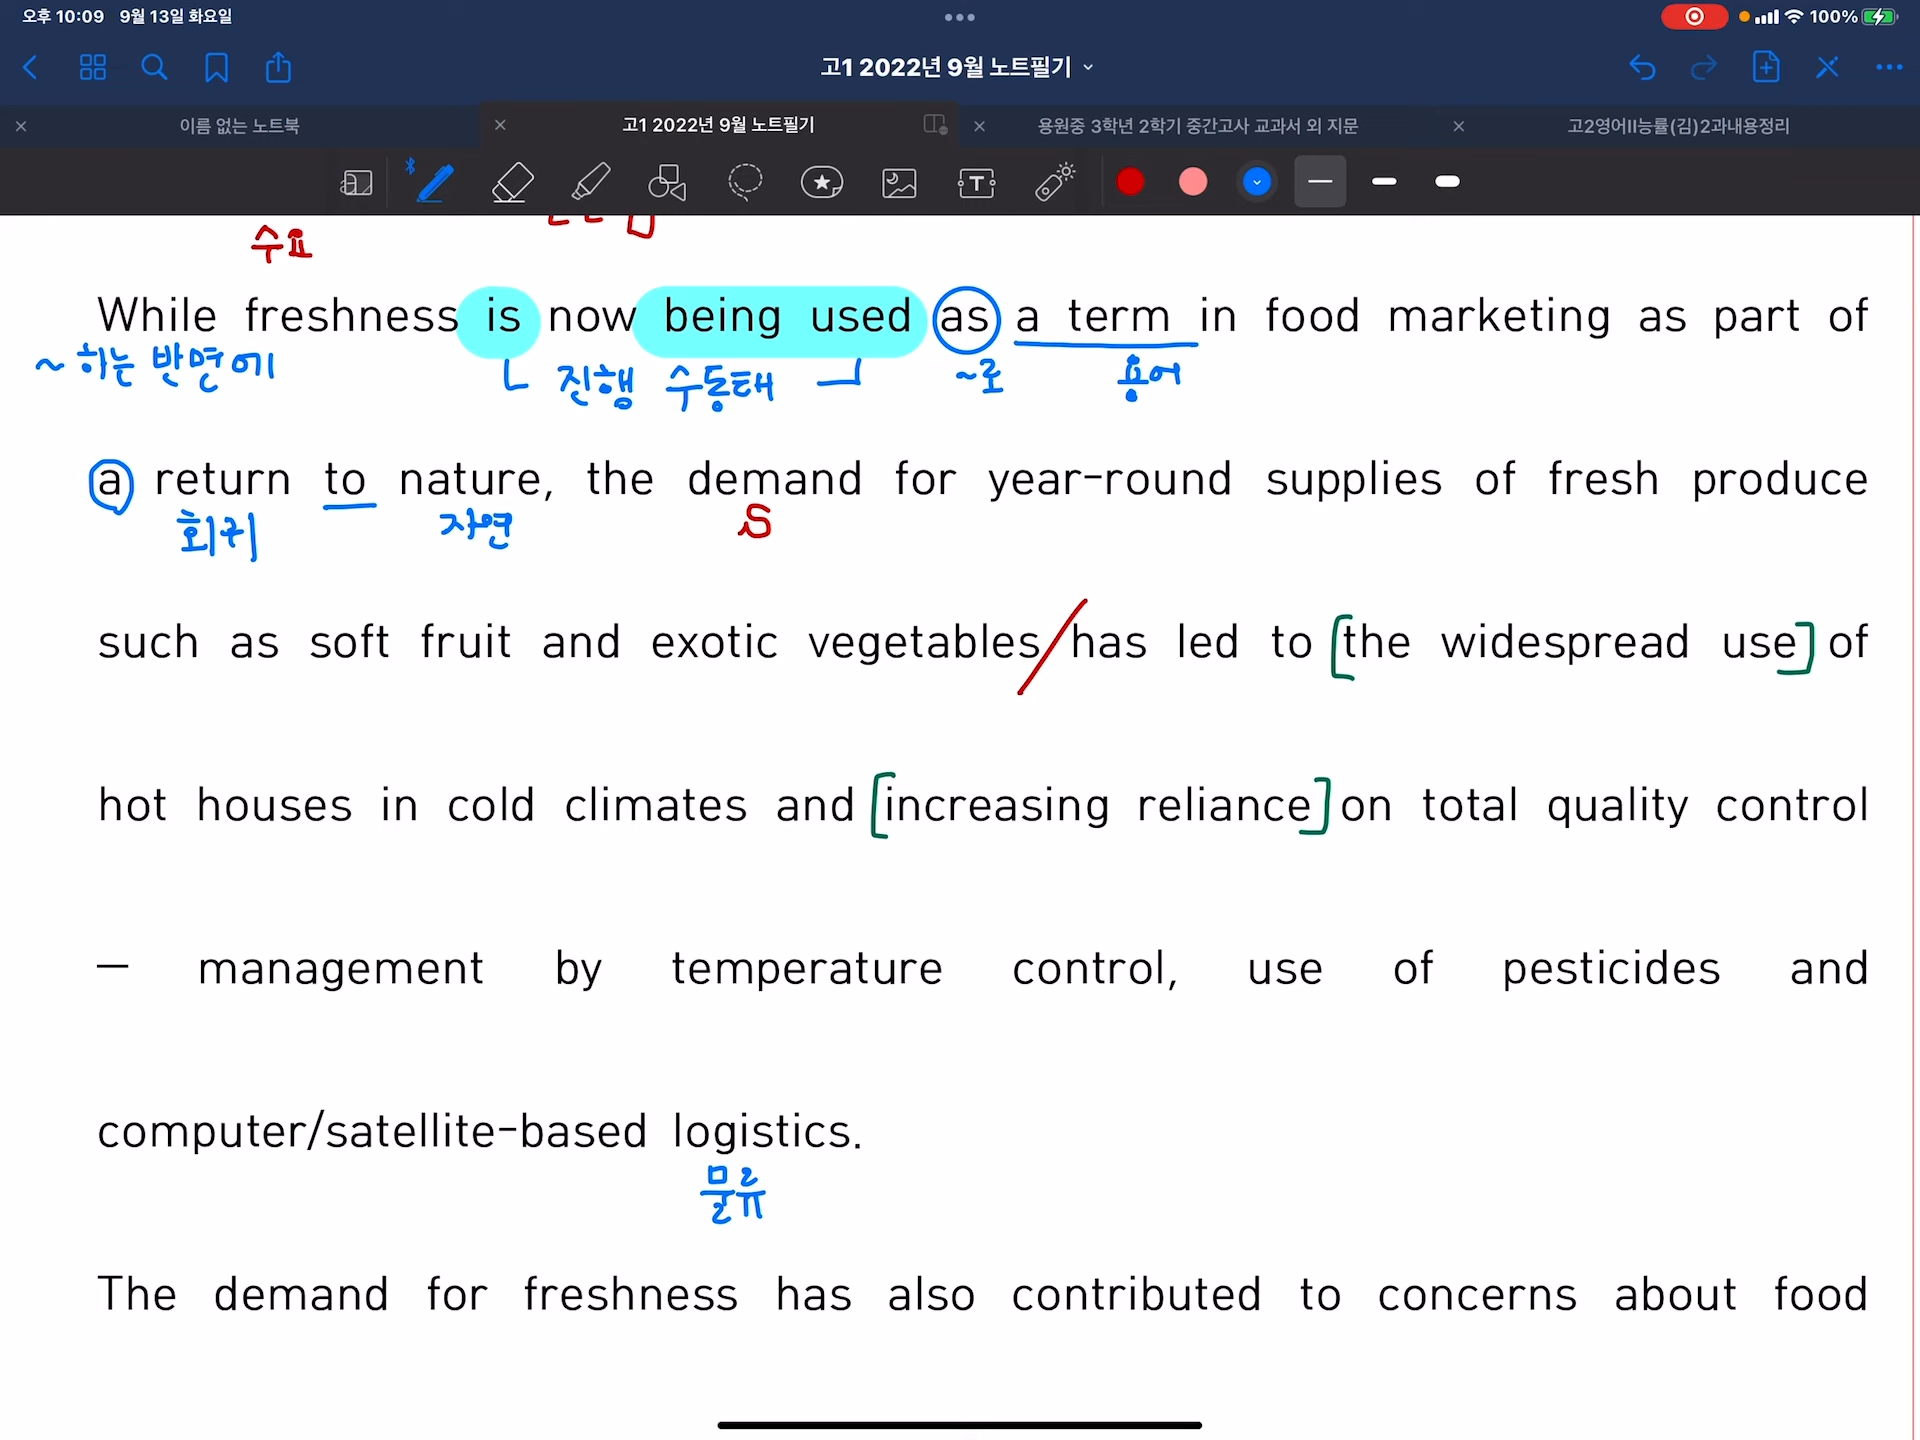 오후 10:09 9월 13일 화요일 100%
고1 2022년 9월 노트필기
이름 없는 노트북 고1 2022년 9월 노트필기 용원중 3학년 2학기 중간고사 교과서 외 지문 고2영어II능률(김)2과내용정리
수요
While freshness is now being used as a term in food marketing as part of
~하는 반면에 진행 수동태 ~로 용어
a return to nature, the demand for year-round supplies of fresh produce
회귀 자연 S
such as soft fruit and exotic vegetables/has led to [the widespread use] of
hot houses in cold climates and [increasing reliance] on total quality control
— management by temperature control, use of pesticides and
computer/satellite-based logistics.
물류
The demand for freshness has also contributed to concerns about food